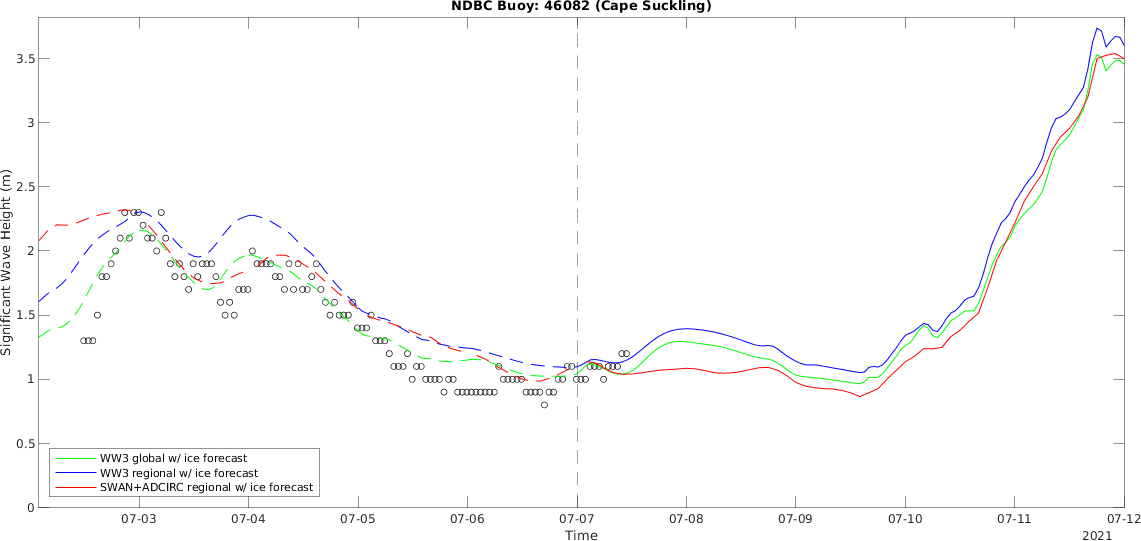 NDBC Buoy: 46082 (Cape Suckling)
Significant Wave Height (m)
3.5
3
2.5
2
1.5
1
0.5
0
WW3 global w/ ice forecast
WW3 regional w/ ice forecast
SWAN+ADCIRC regional w/ ice forecast
07-03 07-04 07-05 07-06 07-07 07-08 07-09 07-10 07-11 07-12
Time
2021